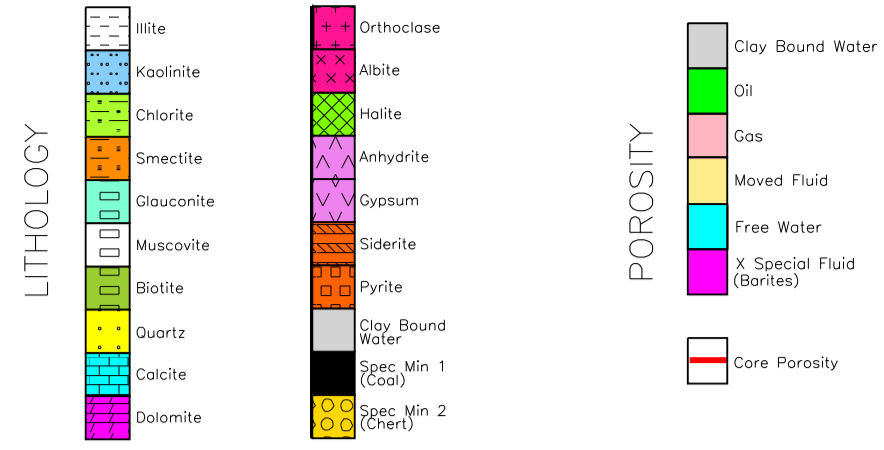 LITHOLOGY
Illite
Kaolinite
Chlorite
Smectite
Glauconite
Muscovite
Biotite
Quartz
Calcite
Dolomite
Orthoclase
Albite
Halite
Anhydrite
Gypsum
Siderite
Pyrite
Clay Bound
Water
Spec Min 1
(Coal)
Spec Min 2
(Chert)
POROSITY
Clay Bound Water
Oil
Gas
Moved Fluid
Free Water
X Special Fluid
(Barites)
Core Porosity